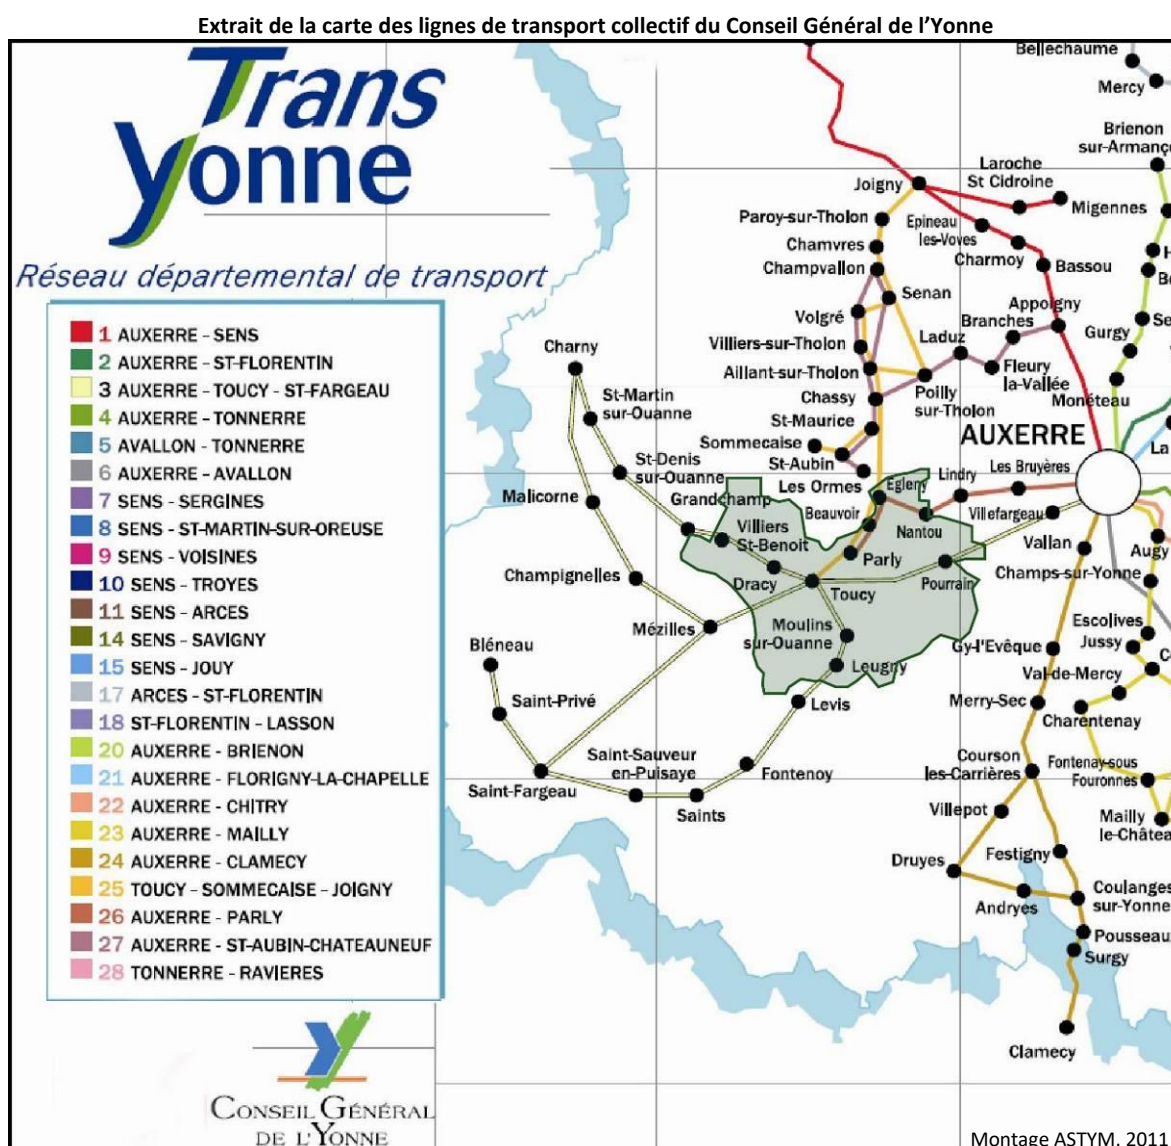 Extrait de la carte des lignes de transport collectif du Conseil Général de l'Yonne
Trans
Yonne
Réseau départemental de transport
1 AUXERRE - SENS
2 AUXERRE - ST-FLORENTIN
3 AUXERRE - TOUCY - ST-FARGEAU
4 AUXERRE - TONNERRE
5 AVALLON - TONNERRE
6 AUXERRE - AVALLON
7 SENS - SERGINES
8 SENS - ST-MARTIN-SUR-OREUSE
9 SENS - VOISINES
10 SENS - TROYES
11 SENS - ARCES
14 SENS - SAVIGNY
15 SENS - JOUY
17 ARCES - ST-FLORENTIN
18 ST-FLORENTIN - LASSON
20 AUXERRE - BRIENON
21 AUXERRE - FLORIGNY-LA-CHAPELLE
22 AUXERRE - CHITRY
23 AUXERRE - MAILLY
24 AUXERRE - CLAMECY
25 TOUCY - SOMMECAISE - JOIGNY
26 AUXERRE - PARLY
27 AUXERRE - ST-AUBIN-CHATEAUNEUF
28 TONNERRE - RAVIERES
CONSEIL GÉNÉRAL
DE L'YONNE
Bellechaume
Mercy
Brienon
sur-Armanç
Laroche
St Cidroine
Joigny
Migennes
Paroy-sur-Tholon
Epineau
les-Voves
Chamvres
Charmoy
Champvallon
Bassou
Senan
Appoigny
Volgré
Branches
Gurgy
Se
Villiers-sur-Tholon
Laduz
Charny
Aillant-sur-Tholon
Fleury
la-Vallée
St-Martin
sur-Ouanne
Chassy
Poilly
sur-Tholon
Monéteau
St-Maurice
AUXERRE
La
Sommecaise
St-Aubin
St-Denis
sur-Ouanne
Les Ormes
Egleny
Lindry
Les Bruyères
Malicorne
Grandchamp
Beauvoir
Nantou
Villefargeau
Villiers
St-Benoit
Parly
Vallan
Augy
Champignelles
Dracy
Toucy
Pourrain
Champs-sur-Yonne
Mézilles
Moulins
sur-Ouanne
Escolives
Jussy
Bléneau
Leugny
Gy-l'Evêque
Val-de-Mercy
Saint-Privé
Levis
Merry-Sec
Charentenay
Saint-Sauveur
en-Puisaye
Fontenoy
Courson
les-Carrières
Fontenay-sous
Fouronnes
Saint-Fargeau
Saints
Villepot
Mailly
le-Châtea
Druyes
Festigny
Andryes
Coulanges
sur-Yonne
Pousseaux
Surgy
Clamecy
Montage ASTYM, 2011